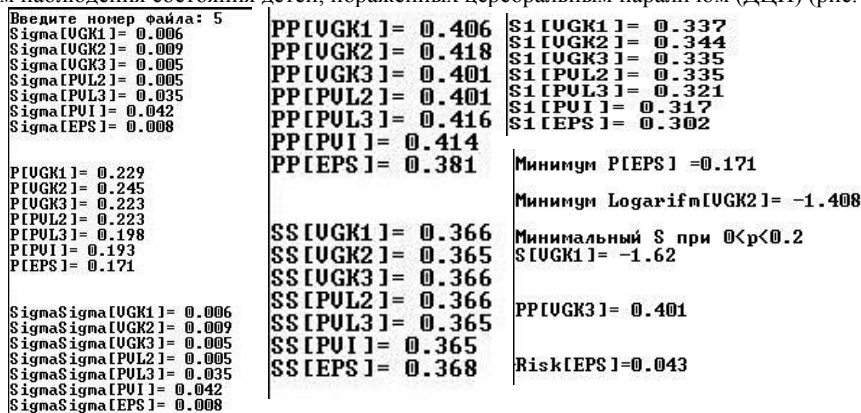 м наблюдения состояния детей, пораженных церебральным параличом (ДЦП) (рис.
Введите номер файла: 5
Sigma[VGK1]= 0.006
Sigma[VGK2]= 0.009
Sigma[VGK3]= 0.005
Sigma[PVL2]= 0.005
Sigma[PVL3]= 0.035
Sigma[PVI]= 0.042
Sigma[EPS]= 0.008
P[VGK1]= 0.229
P[VGK2]= 0.245
P[VGK3]= 0.223
P[PVL2]= 0.223
P[PVL3]= 0.198
P[PVI]= 0.193
P[EPS]= 0.171
SigmaSigma[VGK1]= 0.006
SigmaSigma[VGK2]= 0.009
SigmaSigma[VGK3]= 0.005
SigmaSigma[PVL2]= 0.005
SigmaSigma[PVL3]= 0.035
SigmaSigma[PVI]= 0.042
SigmaSigma[EPS]= 0.008
PP[VGK1]= 0.406
PP[VGK2]= 0.418
PP[VGK3]= 0.401
PP[PVL2]= 0.401
PP[PVL3]= 0.416
PP[PVI]= 0.414
PP[EPS]= 0.381
SS[VGK1]= 0.366
SS[VGK2]= 0.365
SS[VGK3]= 0.366
SS[PVL2]= 0.366
SS[PVL3]= 0.365
SS[PVI]= 0.365
SS[EPS]= 0.368
S1[VGK1]= 0.337
S1[VGK2]= 0.344
S1[VGK3]= 0.335
S1[PVL2]= 0.335
S1[PVL3]= 0.321
S1[PVI]= 0.317
S1[EPS]= 0.302
Минимум P[EPS] =0.171
Минимум Logarifm[VGK2]= -1.408
Минимальный S при 0<p<0.2
S[VGK1]= -1.62
PP[VGK3]= 0.401
Risk[EPS]=0.043